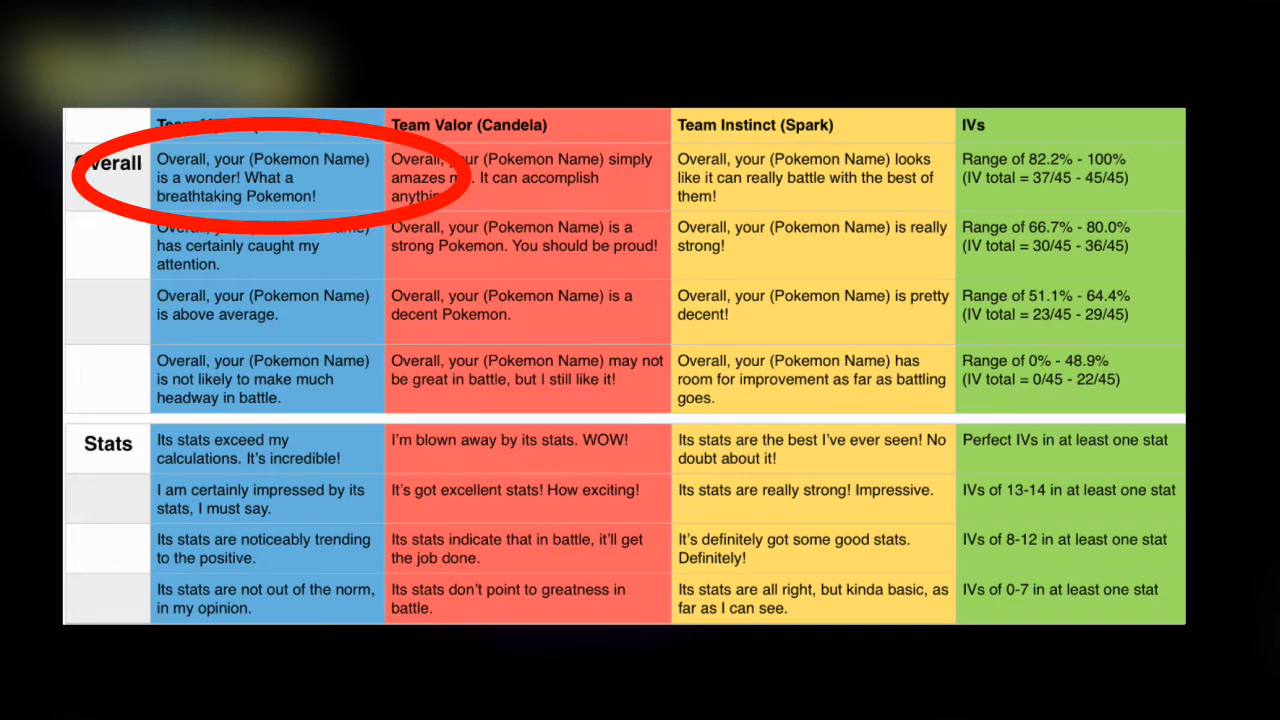 Team Valor (Candela)
Team Instinct (Spark)
IVs
Overall
Overall, your (Pokemon Name)
is a wonder! What a
breathtaking Pokemon!
Overall, your (Pokemon Name) simply
amazes me. It can accomplish
anything
Overall, your (Pokemon Name) looks
like it can really battle with the best of
them!
Range of 82.2% - 100%
(IV total = 37/45 - 45/45)
Overall, your (Pokemon Name)
has certainly caught my
attention.
Overall, your (Pokemon Name) is a
strong Pokemon. You should be proud!
Overall, your (Pokemon Name) is really
strong!
Range of 66.7% - 80.0%
(IV total = 30/45 - 36/45)
Overall, your (Pokemon Name)
is above average.
Overall, your (Pokemon Name) is a
decent Pokemon.
Overall, your (Pokemon Name) is pretty
decent!
Range of 51.1% - 64.4%
(IV total = 23/45 - 29/45)
Overall, your (Pokemon Name)
is not likely to make much
headway in battle.
Overall, your (Pokemon Name) may not
be great in battle, but I still like it!
Overall, your (Pokemon Name) has
room for improvement as far as battling
goes.
Range of 0% - 48.9%
(IV total = 0/45 - 22/45)
Stats
Its stats exceed my
calculations. It's incredible!
I'm blown away by its stats. WOW!
Its stats are the best I've ever seen! No
doubt about it!
Perfect IVs in at least one stat
I am certainly impressed by its
stats, I must say.
It's got excellent stats! How exciting!
Its stats are really strong! Impressive.
IVs of 13-14 in at least one stat
Its stats are noticeably trending
to the positive.
Its stats indicate that in battle, it'll get
the job done.
It's definitely got some good stats.
Definitely!
IVs of 8-12 in at least one stat
Its stats are not out of the norm,
in my opinion.
Its stats don't point to greatness in
battle.
Its stats are all right, but kinda basic, as
far as I can see.
IVs of 0-7 in at least one stat